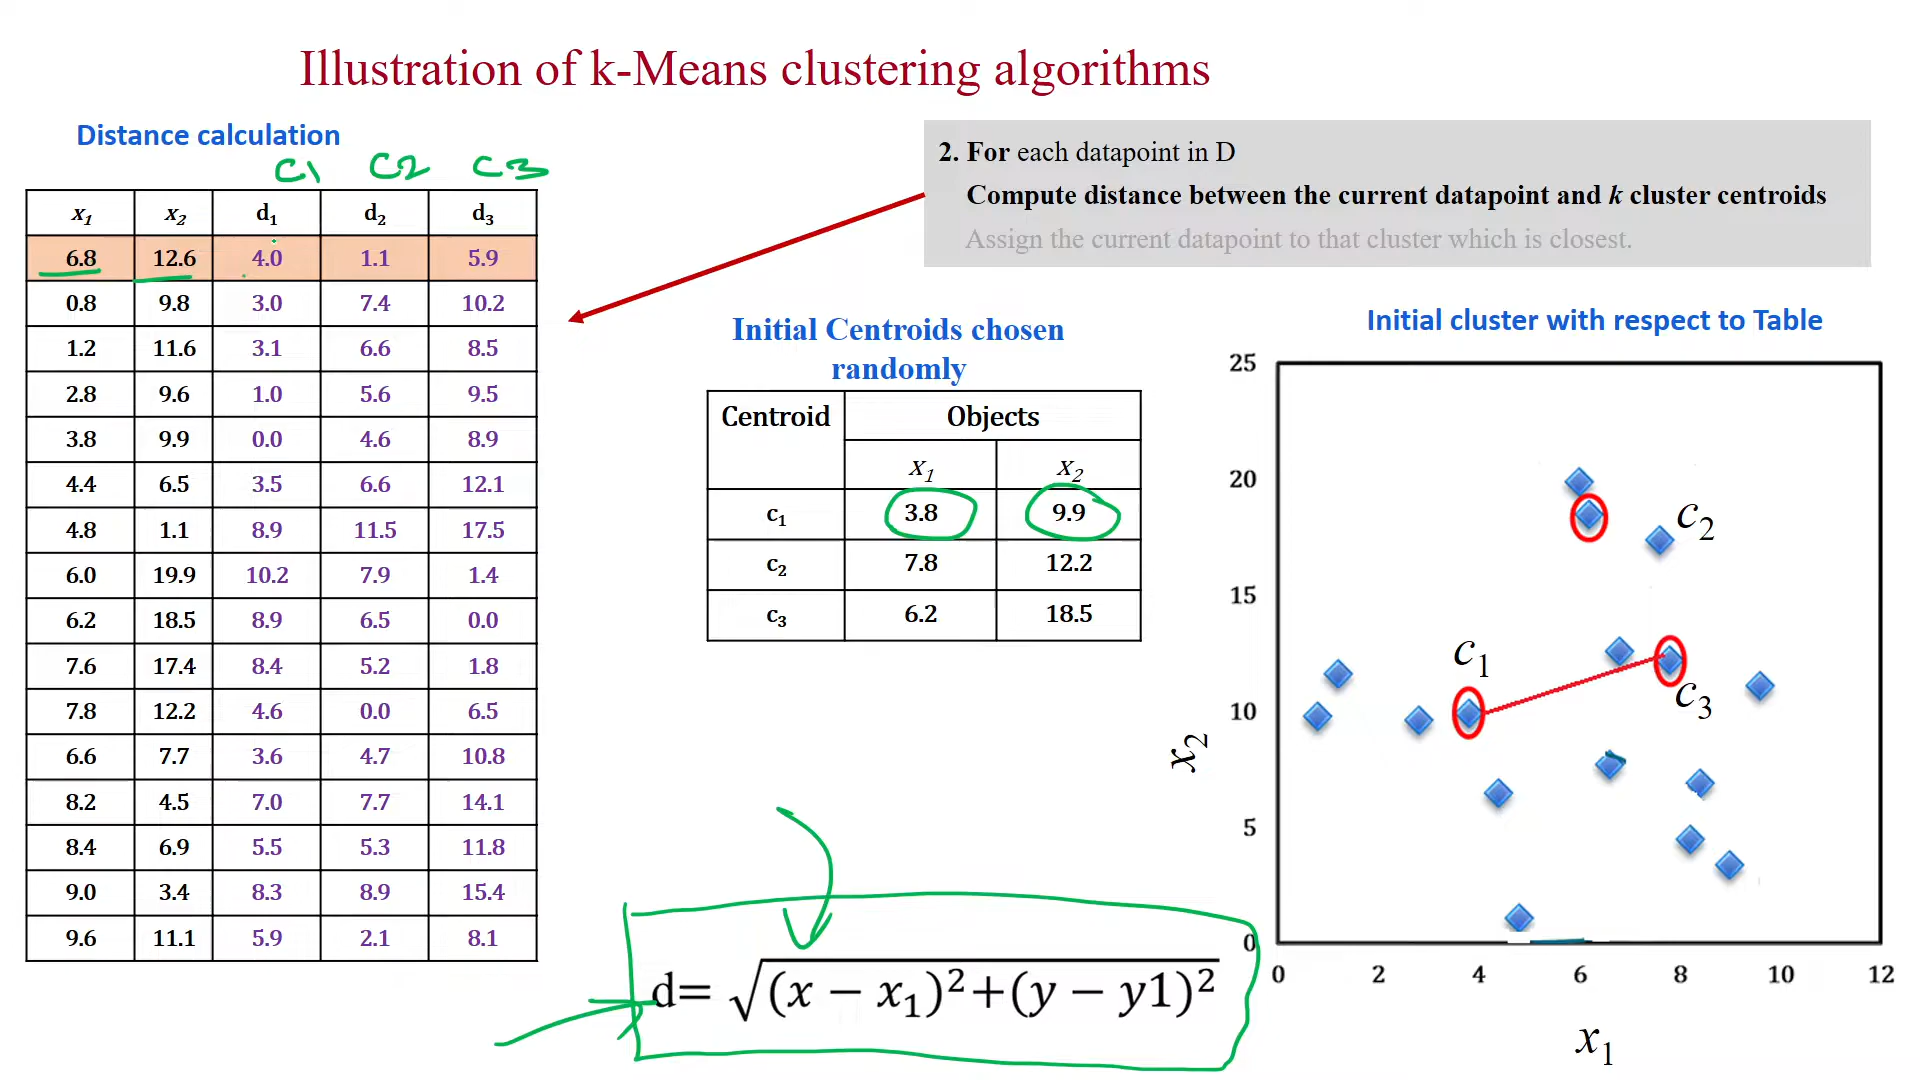 Illustration of k-Means clustering algorithms
Distance calculation
C1 C2 C3
x1 x2 d1 d2 d3
6.8 12.6 4.0 1.1 5.9
0.8 9.8 3.0 7.4 10.2
1.2 11.6 3.1 6.6 8.5
2.8 9.6 1.0 5.6 9.5
3.8 9.9 0.0 4.6 8.9
4.4 6.5 3.5 6.6 12.1
4.8 1.1 8.9 11.5 17.5
6.0 19.9 10.2 7.9 1.4
6.2 18.5 8.9 6.5 0.0
7.6 17.4 8.4 5.2 1.8
7.8 12.2 4.6 0.0 6.5
6.6 7.7 3.6 4.7 10.8
8.2 4.5 7.0 7.7 14.1
8.4 6.9 5.5 5.3 11.8
9.0 3.4 8.3 8.9 15.4
9.6 11.1 5.9 2.1 8.1
2. For each datapoint in D
Compute distance between the current datapoint and k cluster centroids
Assign the current datapoint to that cluster which is closest.
Initial Centroids chosen
randomly
Centroid Objects
x1 x2
c1 3.8 9.9
c2 7.8 12.2
c3 6.2 18.5
d= √(x − x1)²+(y − y1)²
Initial cluster with respect to Table
25
20
15
10
5
0
c2
c1
c3
x2
0 2 4 6 8 10 12
x1